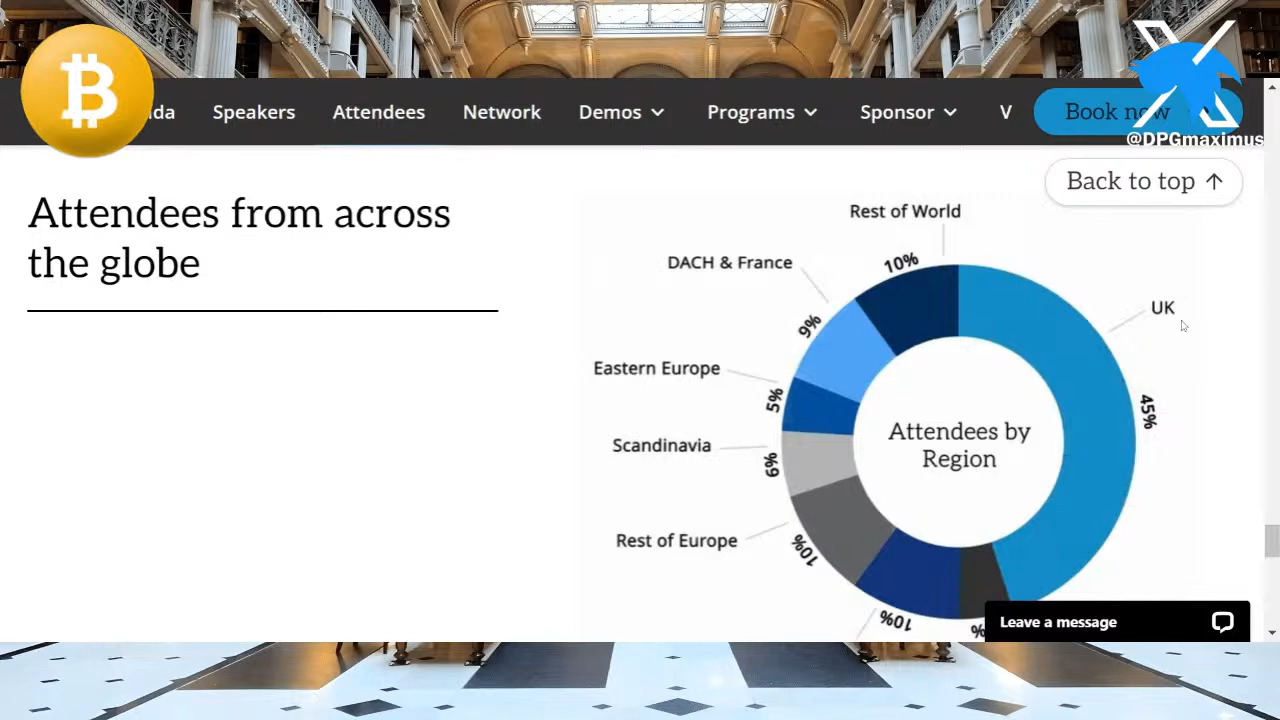 da
Speakers
Attendees
Network
Demos
Programs
Sponsor
V
Book now
@DPGmaximus
Back to top ↑
Attendees from across
the globe
Rest of World
10%
DACH & France
9%
UK
45%
Eastern Europe
5%
Scandinavia
6%
Attendees by
Region
Rest of Europe
10%
10%
%
Leave a message